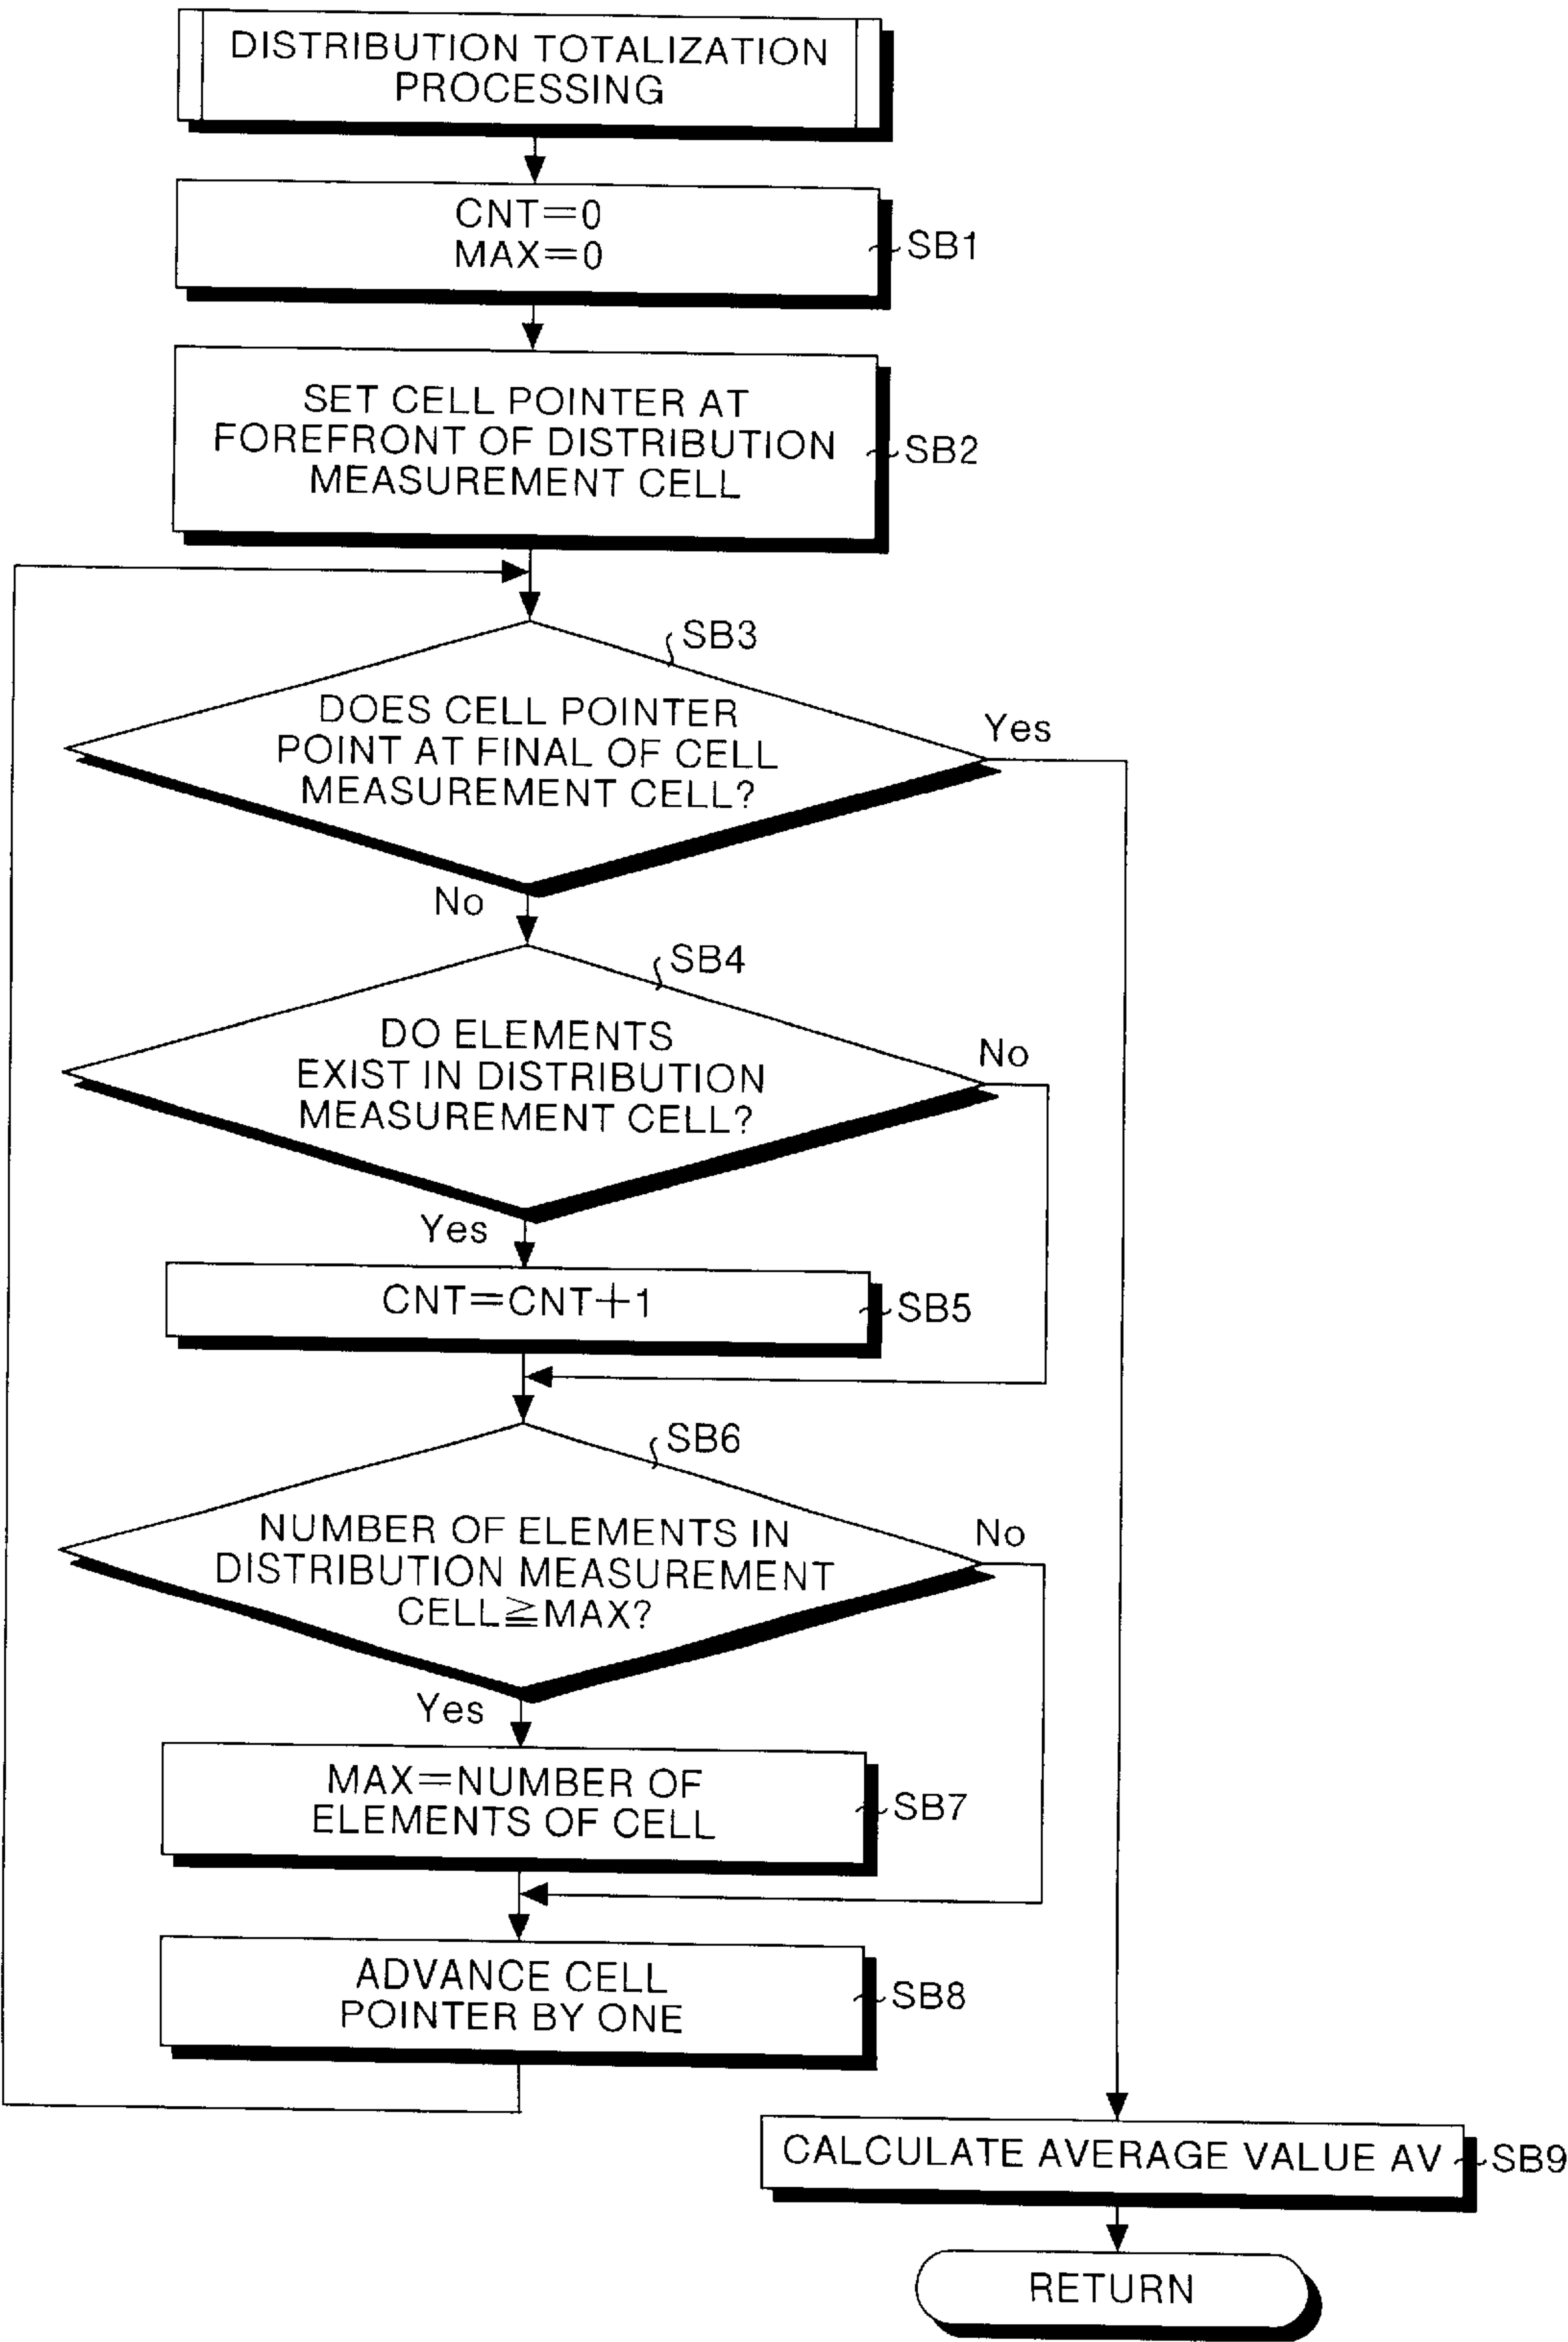 DISTRIBUTION TOTALIZATION
PROCESSING
CNT=0
MAX=0
SB1
SET CELL POINTER AT
FOREFRONT OF DISTRIBUTION
MEASUREMENT CELL
SB2
SB3
DOES CELL POINTER
POINT AT FINAL OF CELL
MEASUREMENT CELL?
Yes
No
SB4
DO ELEMENTS
EXIST IN DISTRIBUTION
MEASUREMENT CELL?
No
Yes
CNT=CNT+1
SB5
SB6
NUMBER OF ELEMENTS IN
DISTRIBUTION MEASUREMENT
CELL≧MAX?
No
Yes
MAX=NUMBER OF
ELEMENTS OF CELL
SB7
ADVANCE CELL
POINTER BY ONE
SB8
CALCULATE AVERAGE VALUE AV
SB9
RETURN